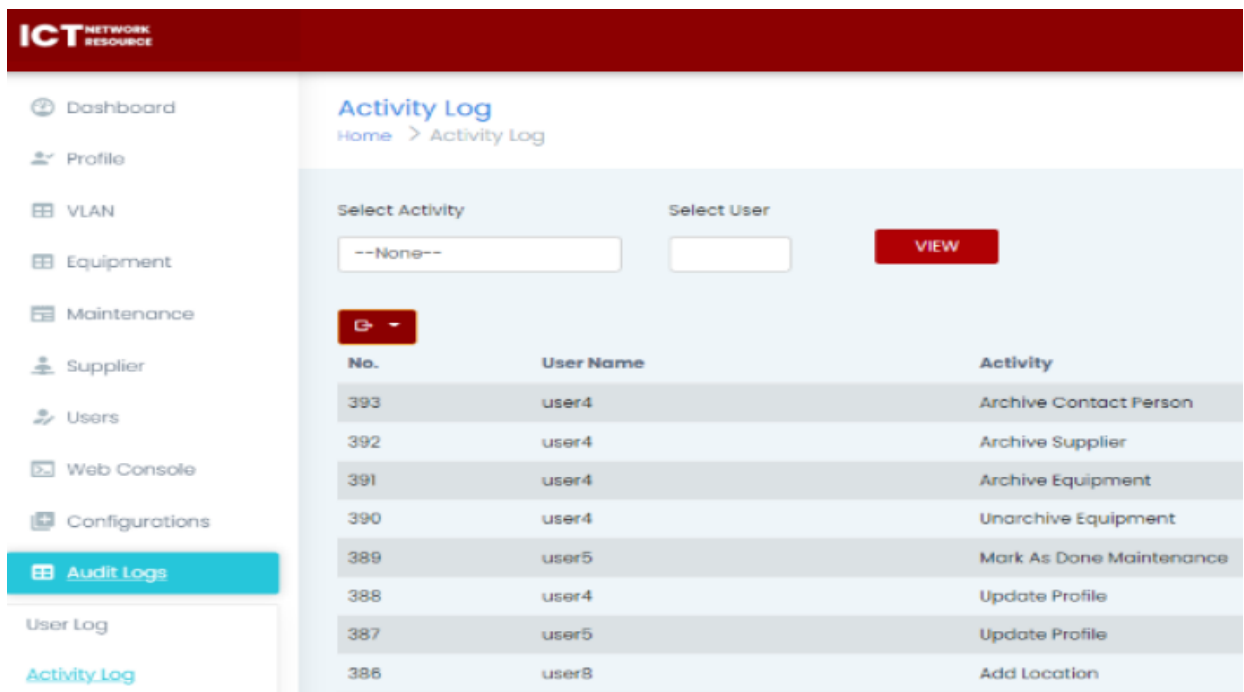 ICT NETWORK RESOURCE
Dashboard
Profile
VLAN
Equipment
Maintenance
Supplier
Users
Web Console
Configurations
Audit Logs
User Log
Activity Log
Activity Log
Home > Activity Log
Select Activity Select User
--None-- VIEW
No. User Name Activity
393 user4 Archive Contact Person
392 user4 Archive Supplier
391 user4 Archive Equipment
390 user4 Unarchive Equipment
389 user5 Mark As Done Maintenance
388 user4 Update Profile
387 user5 Update Profile
386 user8 Add Location